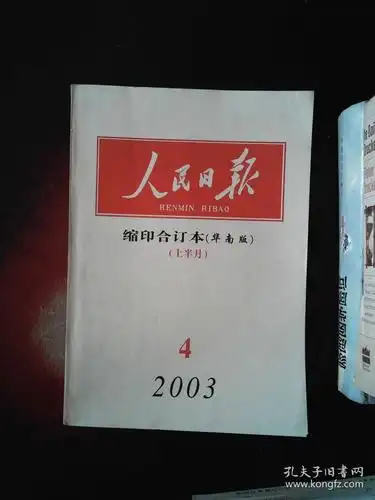 人民日报
RENMIN RIBAO
缩印合订本(华南版)
(上半月)
4
2003
孔夫子旧书网
www.kongfz.com